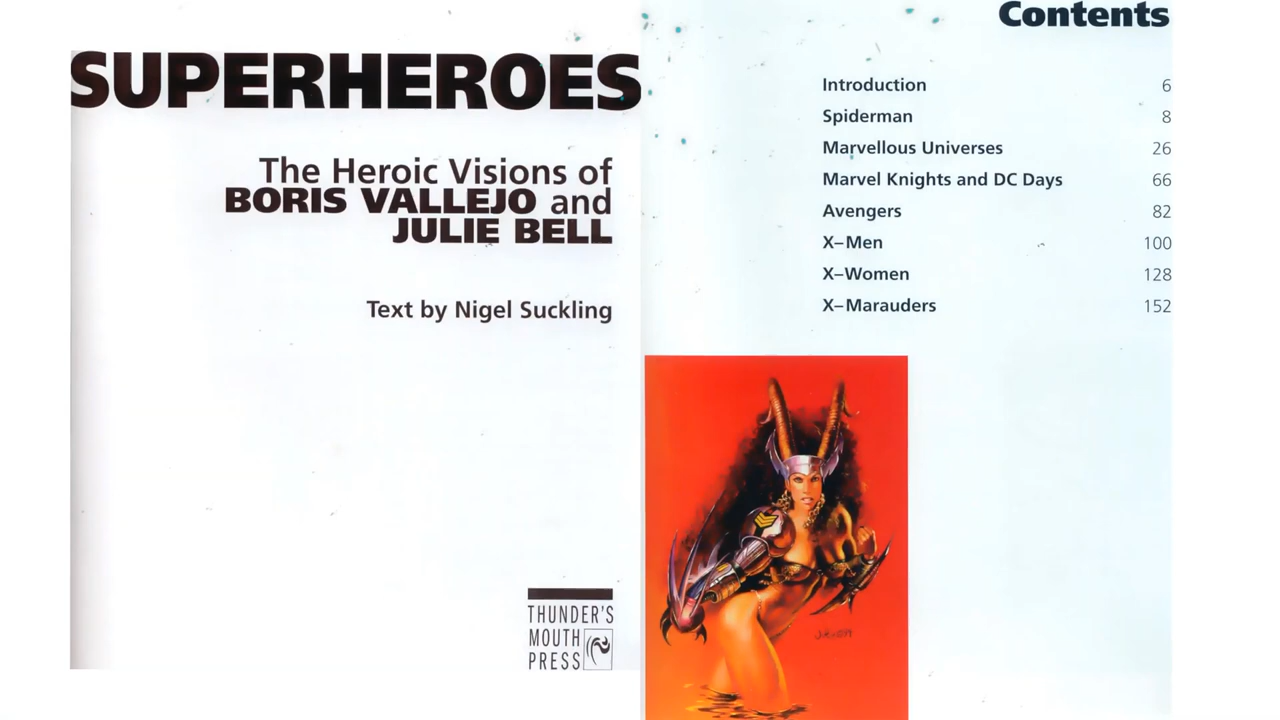 SUPERHEROES
The Heroic Visions of
BORIS VALLEJO and
JULIE BELL
Text by Nigel Suckling
THUNDER'S
MOUTH
PRESS
Contents
Introduction 6
Spiderman 8
Marvellous Universes 26
Marvel Knights and DC Days 66
Avengers 82
X–Men 100
X–Women 128
X–Marauders 152